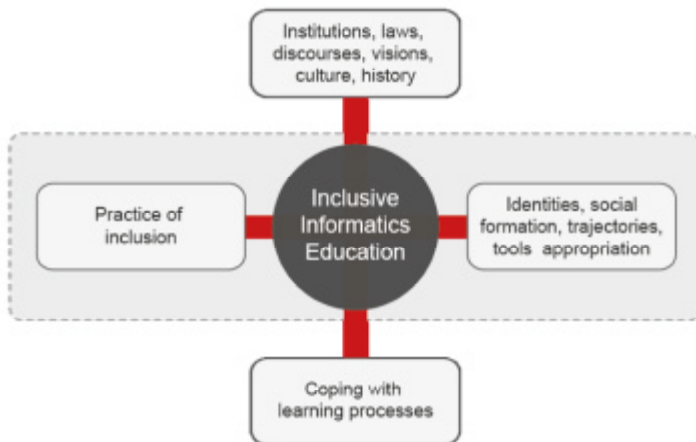 Institutions, laws,
discourses, visions,
culture, history
Practice of
inclusion
Inclusive
Informatics
Education
Identities, social
formation, trajectories,
tools appropriation
Coping with
learning processes